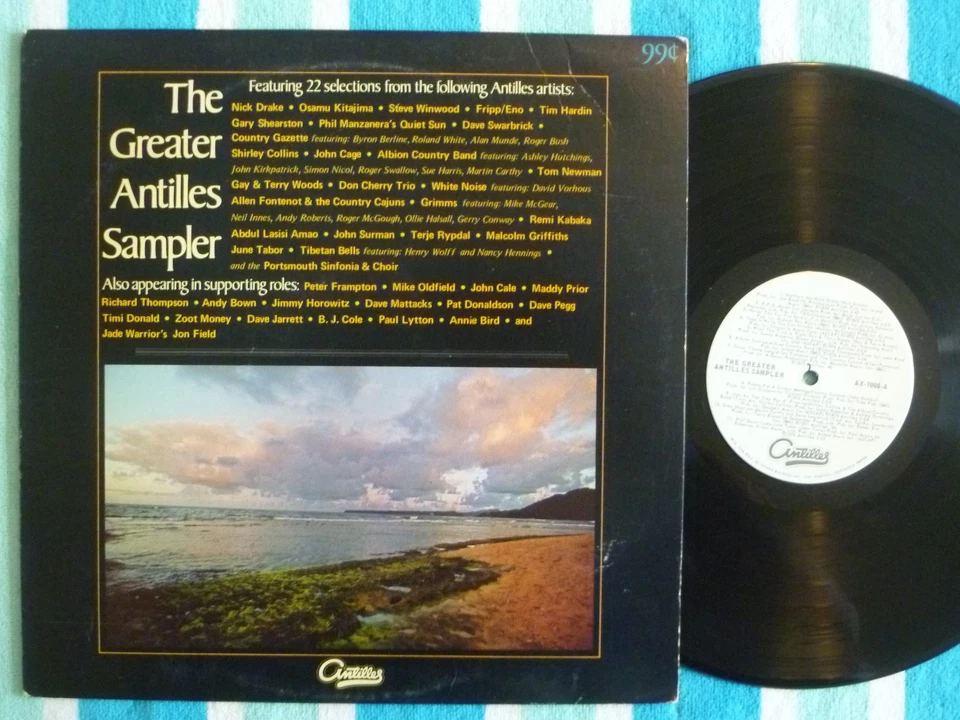 99¢
The
Greater
Antilles
Sampler
Featuring 22 selections from the following Antilles artists:
Nick Drake • Osamu Kitajima • Steve Winwood • Fripp/Eno • Tim Hardin
Gary Shearston • Phil Manzanera's Quiet Sun • Dave Swarbrick •
Country Gazette featuring: Byron Berline, Roland White, Alan Munde, Roger Bush
Shirley Collins • John Cage • Albion Country Band featuring: Ashley Hutchings,
John Kirkpatrick, Simon Nicol, Roger Swallow, Sue Harris, Martin Carthy • Tom Newman
Gay & Terry Woods • Don Cherry Trio • White Noise featuring: David Vorhous
Allen Fontenot & the Country Cajuns • Grimms featuring: Mike McGear,
Neil Innes, Andy Roberts, Roger McGough, Ollie Halsall, Gerry Conway • Remi Kabaka
Abdul Lasisi Amao • John Surman • Terje Rypdal • Malcolm Griffiths
June Tabor • Tibetan Bells featuring: Henry Wolff and Nancy Hennings •
and the Portsmouth Sinfonia & Choir
Also appearing in supporting roles: Peter Frampton • Mike Oldfield • John Cale • Maddy Prior
Richard Thompson • Andy Bown • Jimmy Horowitz • Dave Mattacks • Pat Donaldson • Dave Pegg
Timi Donald • Zoot Money • Dave Jarrett • B. J. Cole • Paul Lytton • Annie Bird • and
Jade Warrior's Jon Field
Antilles
THE GREATER
ANTILLES SAMPLER
AX-7000-A
Antilles